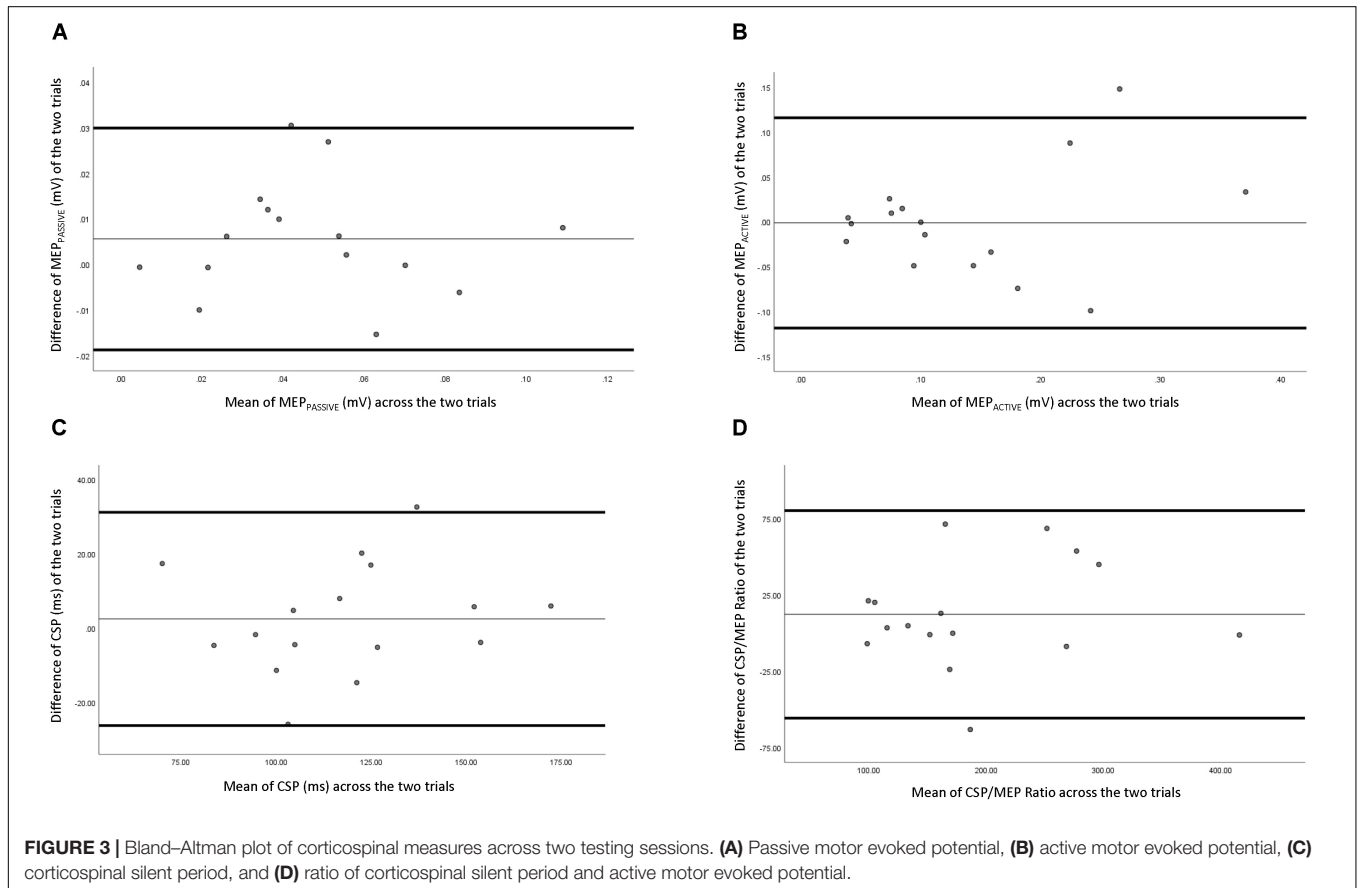 A
Difference of MEPPASSIVE (mV) of the two trials
.04
.03
.02
.01
.00
-.01
-.02
.00 .02 .04 .06 .08 .10 .12
Mean of MEPPASSIVE (mV) across the two trials
B
Difference of MEPACTIVE (mV) of the two trials
.15
.10
.05
.00
-.05
-.10
-.15
.00 .10 .20 .30 .40
Mean of MEPACTIVE (mV) across the two trials
C
Difference of CSP (ms) of the two trials
40.00
20.00
.00
-20.00
75.00 100.00 125.00 150.00 175.00
Mean of CSP (ms) across the two trials
D
Difference of CSP/MEP Ratio of the two trials
75.00
25.00
-25.00
-75.00
100.00 200.00 300.00 400.00
Mean of CSP/MEP Ratio across the two trials
FIGURE 3 | Bland–Altman plot of corticospinal measures across two testing sessions. (A) Passive motor evoked potential, (B) active motor evoked potential, (C)
corticospinal silent period, and (D) ratio of corticospinal silent period and active motor evoked potential.